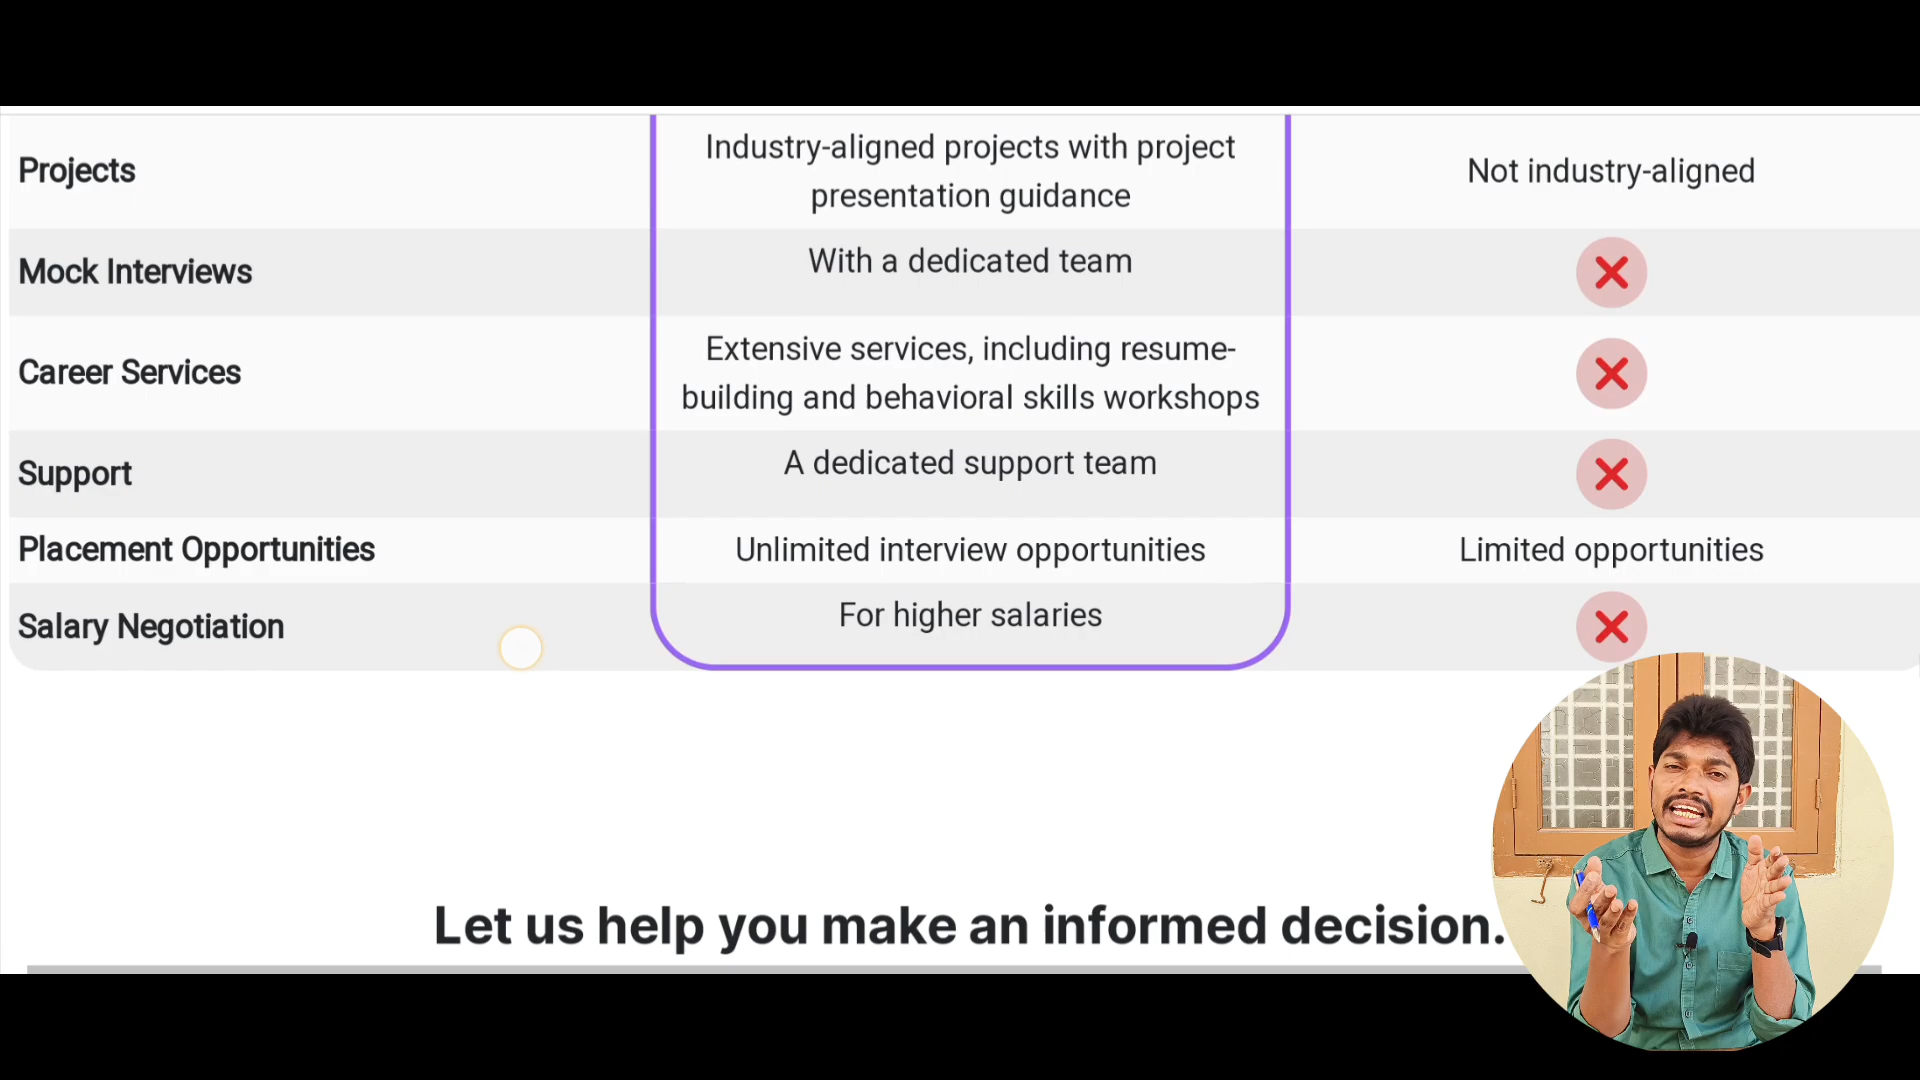 Projects
Industry-aligned projects with project
presentation guidance
Not industry-aligned
Mock Interviews
With a dedicated team
Career Services
Extensive services, including resume-
building and behavioral skills workshops
Support
A dedicated support team
Placement Opportunities
Unlimited interview opportunities
Limited opportunities
Salary Negotiation
For higher salaries
Let us help you make an informed decision.